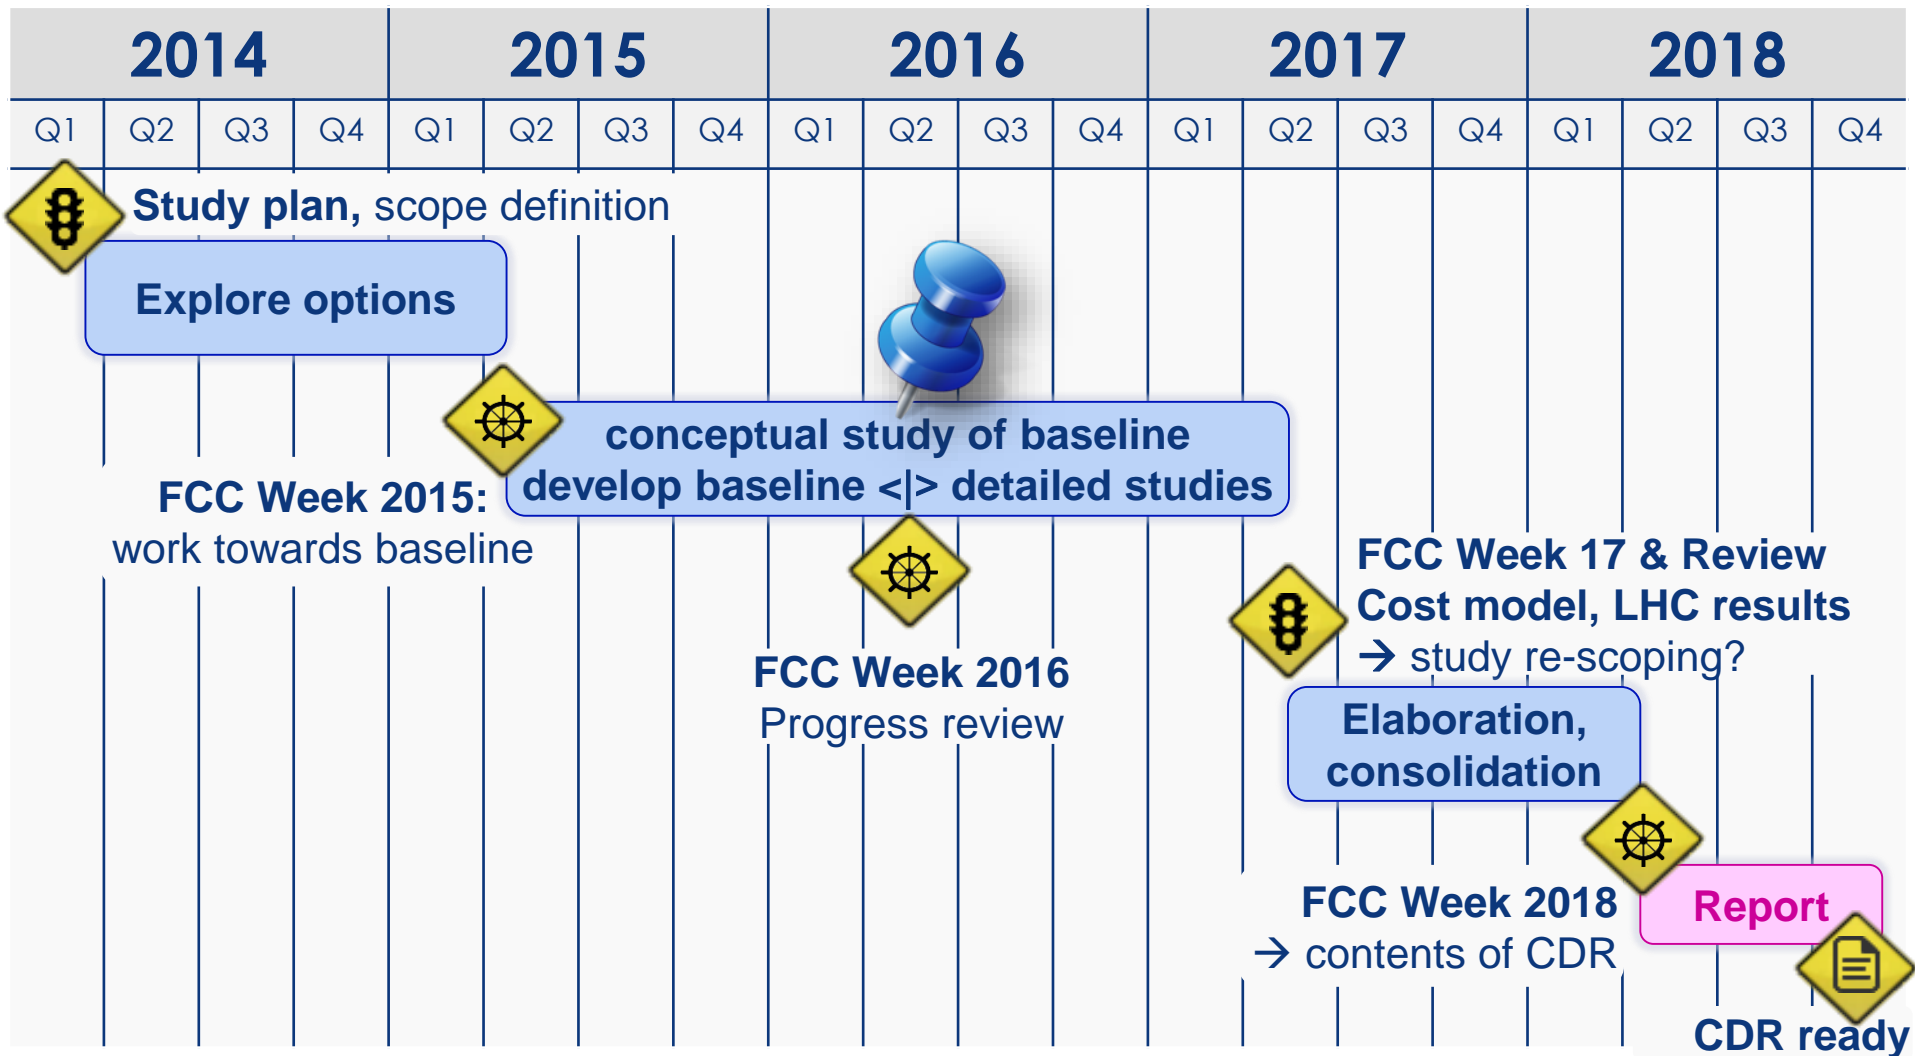 2014 2015 2016 2017 2018
Q1 Q2 Q3 Q4 Q1 Q2 Q3 Q4 Q1 Q2 Q3 Q4 Q1 Q2 Q3 Q4 Q1 Q2 Q3 Q4
Study plan, scope definition
Explore options
conceptual study of baseline
develop baseline <|> detailed studies
FCC Week 2015:
work towards baseline
FCC Week 17 & Review
Cost model, LHC results
→ study re-scoping?
FCC Week 2016
Progress review
Elaboration,
consolidation
FCC Week 2018
→ contents of CDR
Report
CDR ready